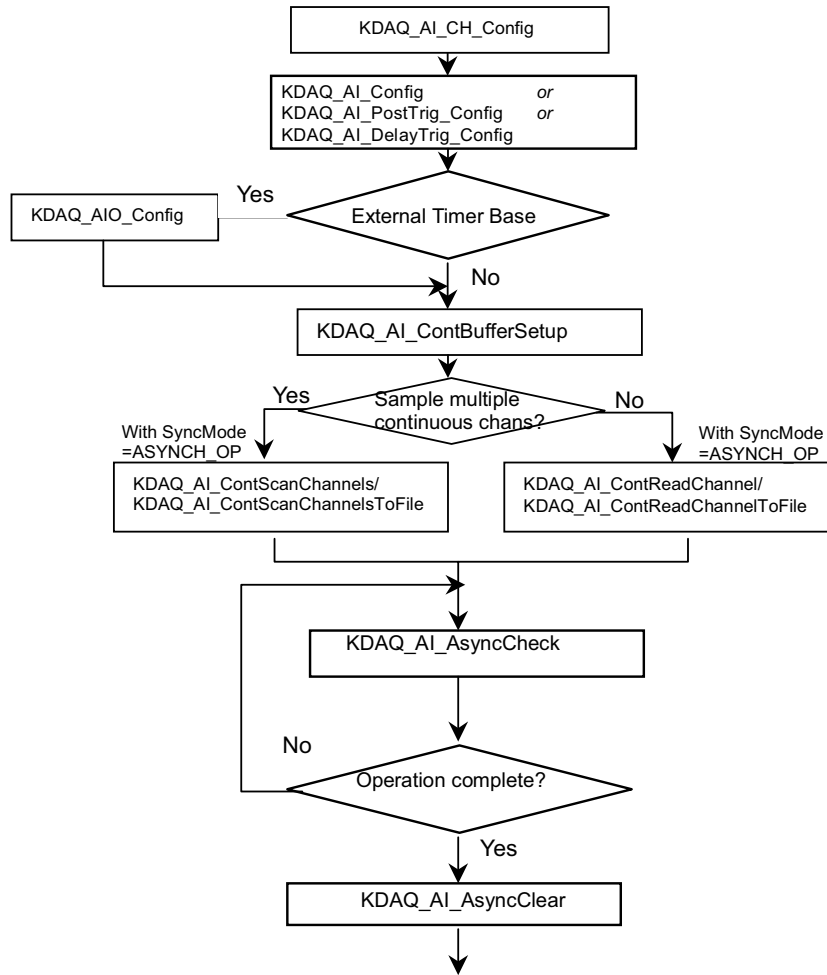 KDAQ_AI_CH_Config
KDAQ_AI_Config or
KDAQ_AI_PostTrig_Config or
KDAQ_AI_DelayTrig_Config
Yes
External Timer Base
KDAQ_AIO_Config
No
KDAQ_AI_ContBufferSetup
Yes
Sample multiple
continuous chans?
No
With SyncMode
=ASYNCH_OP
With SyncMode
=ASYNCH_OP
KDAQ_AI_ContScanChannels/
KDAQ_AI_ContScanChannelsToFile
KDAQ_AI_ContReadChannel/
KDAQ_AI_ContReadChannelToFile
KDAQ_AI_AsyncCheck
No
Operation complete?
Yes
KDAQ_AI_AsyncClear